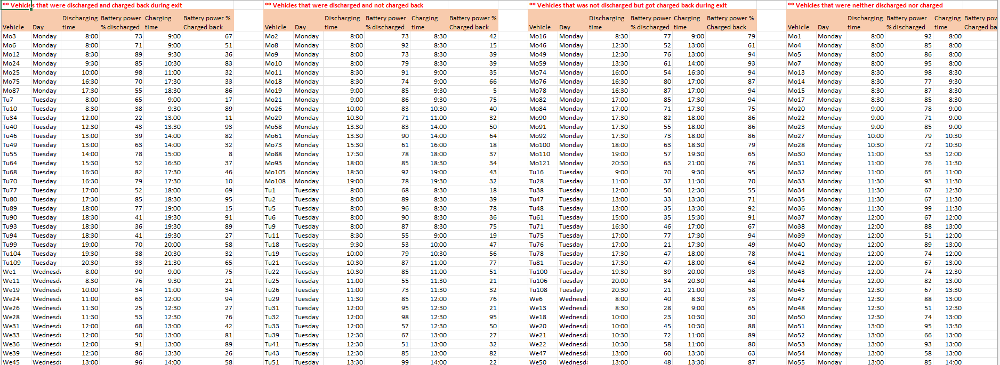 ** Vehicles that were discharged and charged back during exit ** Vehicles that were discharged and not charged back ** Vehicles that was not discharged but got charged back during exit ** Vehicles that were neither discharged nor charged
Discharging Battery power Charging Battery power % Discharging Battery power Charging Battery power % Discharging Battery power Charging Battery power % Discharging Battery power Charging Battery pow
Vehicle Day time % discharged time Charged back Vehicle Day time % discharged time Charged back Vehicle Day time % discharged time Charged back Vehicle Day time % discharged time Charged ba
Mo3 Monday 8:00 73 9:00 67 Mo2 Monday 8:00 73 8:30 42 Mo16 Monday 8:30 77 9:00 79 Mo1 Monday 8:00 92 8:00
Mo6 Monday 8:00 71 9:00 51 Mo8 Monday 8:00 92 8:30 15 Mo46 Monday 12:30 52 13:00 61 Mo4 Monday 8:00 85 8:00
Mo12 Monday 8:30 89 9:30 36 Mo9 Monday 8:00 73 8:30 39 Mo49 Monday 12:30 76 13:00 94 Mo5 Monday 8:00 86 8:00
Mo24 Monday 9:30 85 10:30 83 Mo10 Monday 8:00 79 8:30 39 Mo59 Monday 13:30 61 14:00 93 Mo7 Monday 8:00 95 8:00
Mo25 Monday 10:00 98 11:00 32 Mo11 Monday 8:30 91 9:00 35 Mo74 Monday 16:00 54 16:30 94 Mo13 Monday 8:30 98 8:30
Mo75 Monday 16:30 70 17:30 33 Mo18 Monday 8:30 74 9:00 66 Mo76 Monday 16:30 80 17:00 87 Mo14 Monday 8:30 77 9:30
Mo87 Monday 17:30 55 18:30 86 Mo19 Monday 9:00 85 9:30 5 Mo78 Monday 16:30 87 17:00 94 Mo15 Monday 8:30 87 8:30
Tu7 Tuesday 8:00 65 9:00 17 Mo21 Monday 9:00 86 9:30 75 Mo82 Monday 17:00 85 17:30 94 Mo17 Monday 8:30 85 8:30
Tu10 Tuesday 8:30 38 9:30 89 Mo26 Monday 10:00 83 10:30 40 Mo84 Monday 17:00 71 17:30 75 Mo20 Monday 9:00 78 9:00
Tu34 Tuesday 12:00 22 13:00 11 Mo29 Monday 10:30 71 11:00 32 Mo90 Monday 17:30 82 18:00 86 Mo22 Monday 9:00 71 9:00
Tu40 Tuesday 12:30 43 13:30 93 Mo58 Monday 13:30 83 14:00 50 Mo91 Monday 17:30 55 18:00 86 Mo23 Monday 9:00 85 9:00
Tu46 Tuesday 13:00 39 14:00 82 Mo61 Monday 13:30 90 14:00 64 Mo92 Monday 17:30 73 18:00 86 Mo27 Monday 10:00 79 10:30
Tu49 Tuesday 13:00 63 14:00 32 Mo73 Monday 15:30 61 16:00 18 Mo100 Monday 18:00 63 18:30 79 Mo28 Monday 10:30 72 10:30
Tu55 Tuesday 14:00 78 15:00 8 Mo88 Monday 17:30 78 18:00 37 Mo110 Monday 19:00 57 19:30 65 Mo30 Monday 11:00 53 12:00
Tu64 Tuesday 15:30 52 16:30 37 Mo93 Monday 18:00 85 18:30 34 Mo121 Monday 20:30 63 21:00 76 Mo31 Monday 11:00 76 11:30
Tu68 Tuesday 16:30 82 17:30 46 Mo105 Monday 18:30 92 19:00 43 Tu16 Tuesday 9:00 70 9:30 95 Mo32 Monday 11:00 65 11:00
Tu70 Tuesday 16:30 79 17:30 10 Mo108 Monday 19:00 78 19:30 32 Tu28 Tuesday 11:00 37 11:30 70 Mo33 Monday 11:30 93 11:30
Tu77 Tuesday 17:00 52 18:00 69 Tu1 Tuesday 8:00 68 8:30 18 Tu38 Tuesday 12:00 50 12:30 55 Mo34 Monday 11:30 67 12:30
Tu80 Tuesday 17:30 85 18:30 95 Tu2 Tuesday 8:00 89 8:30 39 Tu47 Tuesday 13:00 33 13:30 71 Mo35 Monday 11:30 67 11:30
Tu89 Tuesday 18:00 77 19:00 15 Tu5 Tuesday 8:00 96 8:30 78 Tu48 Tuesday 13:00 35 13:30 92 Mo36 Monday 11:30 99 11:30
Tu90 Tuesday 18:30 41 19:30 91 Tu6 Tuesday 8:00 90 8:30 36 Tu61 Tuesday 15:00 35 15:30 91 Mo37 Monday 12:00 67 12:00
Tu93 Tuesday 18:30 36 19:30 89 Tu9 Tuesday 8:00 87 8:30 75 Tu71 Tuesday 16:30 46 17:00 67 Mo38 Monday 12:00 88 13:00
Tu94 Tuesday 18:30 41 19:30 27 Tu11 Tuesday 8:30 55 9:00 19 Tu75 Tuesday 17:00 77 17:30 94 Mo39 Monday 12:00 51 12:00
Tu99 Tuesday 19:00 70 20:00 58 Tu18 Tuesday 9:30 53 10:00 47 Tu76 Tuesday 17:00 21 17:30 49 Mo40 Monday 12:00 89 13:00
Tu104 Tuesday 19:30 38 20:30 32 Tu19 Tuesday 10:00 79 10:30 56 Tu78 Tuesday 17:30 47 18:00 78 Mo41 Monday 12:00 74 12:00
Tu109 Tuesday 20:30 33 21:30 65 Tu21 Tuesday 10:30 87 11:00 77 Tu81 Tuesday 17:30 47 18:00 64 Mo42 Monday 12:00 67 13:00
We1 Wednesda 8:00 90 9:00 75 Tu22 Tuesday 10:30 85 11:00 51 Tu100 Tuesday 19:30 39 20:00 93 Mo43 Monday 12:00 74 12:30
We11 Wednesda 8:30 76 9:30 21 Tu25 Tuesday 11:00 55 11:30 21 Tu106 Tuesday 20:00 34 20:30 44 Mo44 Monday 12:00 82 13:00
We19 Wednesda 10:00 34 11:00 34 Tu26 Tuesday 11:00 73 11:30 32 Tu108 Tuesday 20:30 21 21:00 58 Mo45 Monday 12:30 67 13:30
We24 Wednesda 11:00 63 12:00 94 Tu29 Tuesday 11:30 85 12:00 76 We6 Wednesda 8:00 40 8:30 73 Mo47 Monday 12:30 88 13:00
We26 Wednesda 11:30 25 12:30 27 Tu31 Tuesday 12:00 95 12:30 21 We13 Wednesda 8:30 28 9:00 65 Mo48 Monday 12:30 51 12:30
We28 Wednesda 11:30 53 12:30 76 Tu32 Tuesday 12:00 98 12:30 95 We18 Wednesda 10:00 23 10:30 30 Mo50 Monday 12:30 74 13:00
We31 Wednesda 12:00 68 13:00 42 Tu33 Tuesday 12:00 57 12:30 50 We20 Wednesda 10:00 45 10:30 88 Mo51 Monday 13:00 95 13:30
We33 Wednesda 12:00 50 13:00 81 Tu39 Tuesday 12:30 67 13:00 27 We21 Wednesda 10:30 72 11:00 89 Mo52 Monday 13:00 66 13:00
We36 Wednesda 12:00 91 13:00 89 Tu41 Tuesday 12:30 51 13:00 32 We22 Wednesda 10:30 58 11:00 80 Mo53 Monday 13:00 93 13:00
We39 Wednesda 12:30 86 13:30 26 Tu43 Tuesday 12:30 85 13:00 82 We47 Wednesda 13:00 60 13:30 63 Mo54 Monday 13:00 58 13:00
We45 Wednesda 13:00 96 14:00 58 Tu51 Tuesday 13:30 99 14:00 22 We50 Wednesda 13:00 48 13:30 87 Mo55 Monday 13:00 85 14:00